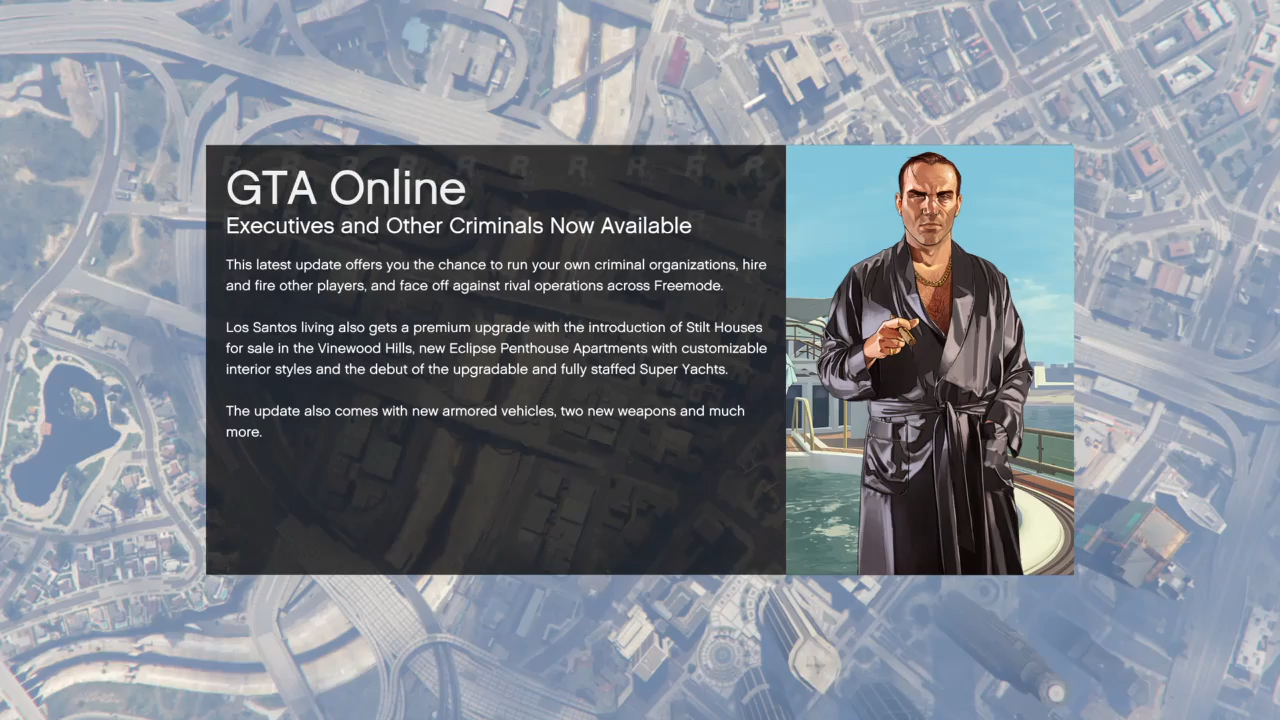 GTA Online
Executives and Other Criminals Now Available
This latest update offers you the chance to run your own criminal organizations, hire
and fire other players, and face off against rival operations across Freemode.
Los Santos living also gets a premium upgrade with the introduction of Stilt Houses
for sale in the Vinewood Hills, new Eclipse Penthouse Apartments with customizable
interior styles and the debut of the upgradable and fully staffed Super Yachts.
The update also comes with new armored vehicles, two new weapons and much
more.